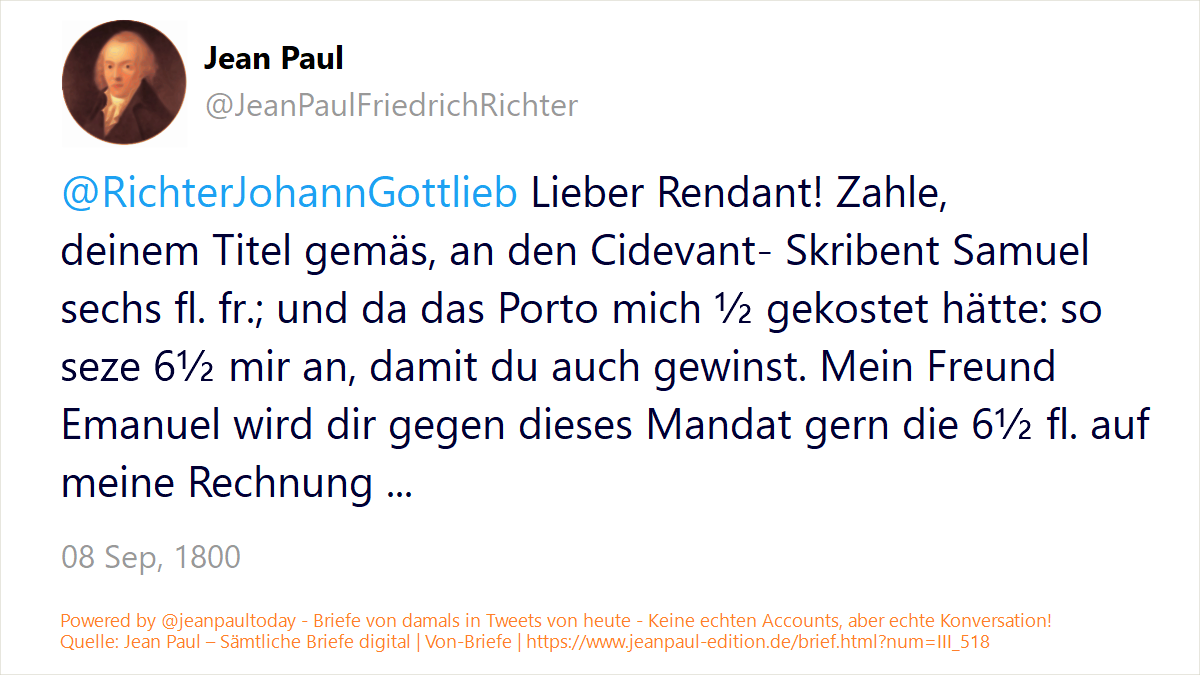 Jean Paul
@JeanPaulFriedrichRichter
@RichterJohannGottlieb Lieber Rendant! Zahle,
deinem Titel gemäs, an den Cidevant- Skribent Samuel
sechs fl. fr.; und da das Porto mich ½ gekostet hätte: so
seze 6½ mir an, damit du auch gewinst. Mein Freund
Emanuel wird dir gegen dieses Mandat gern die 6½ fl. auf
meine Rechnung ...
08 Sep, 1800
Powered by @jeanpaultoday - Briefe von damals in Tweets von heute - Keine echten Accounts, aber echte Konversation!
Quelle: Jean Paul – Sämtliche Briefe digital | Von-Briefe | https://www.jeanpaul-edition.de/brief.html?num=III_518